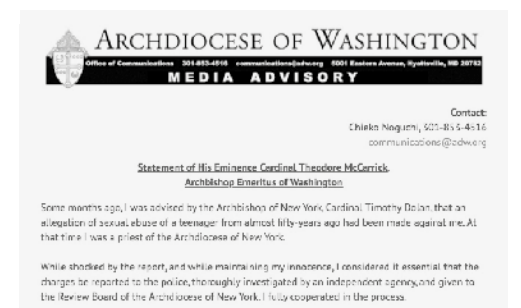 ARCHDIOCESE OF WASHINGTON
Office of Communications 301-853-4516 communications@adw.org 5001 Eastern Avenue, Hyattsville, MD 20782
MEDIA ADVISORY
Contact:
Chieko Noguchi, 301-853-4516
communications@adw.org
Statement of His Eminence Cardinal Theodore McCarrick,
Archbishop Emeritus of Washington
Some months ago, I was advised by the Archbishop of New York, Cardinal Timothy Dolan, that an
allegation of sexual abuse of a teenager from almost fifty-years ago had been made against me. At
that time I was a priest of the Archdiocese of New York.
While shocked by the report, and while maintaining my innocence, I considered it essential that the
charges be reported to the police, thoroughly investigated by an independent agency, and given to
the Review Board of the Archdiocese of New York. I fully cooperated in the process.